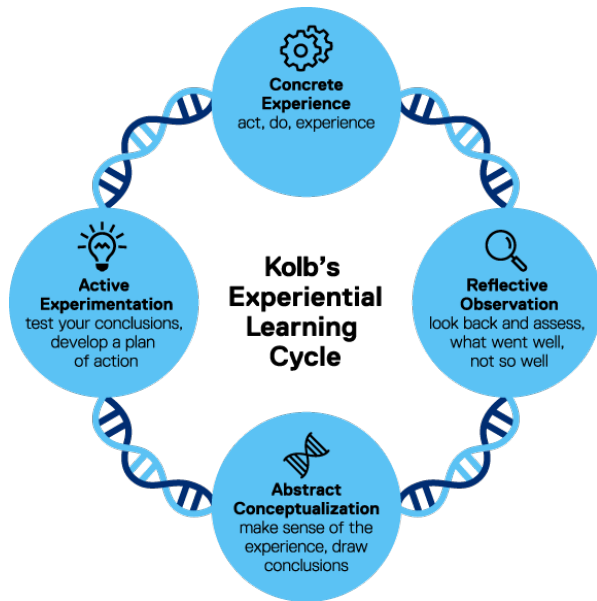 Concrete
Experience
act, do, experience
Kolb's
Experiential
Learning
Cycle
Reflective
Observation
look back and assess,
what went well,
not so well
Abstract
Conceptualization
make sense of the
experience, draw
conclusions
Active
Experimentation
test your conclusions,
develop a plan
of action